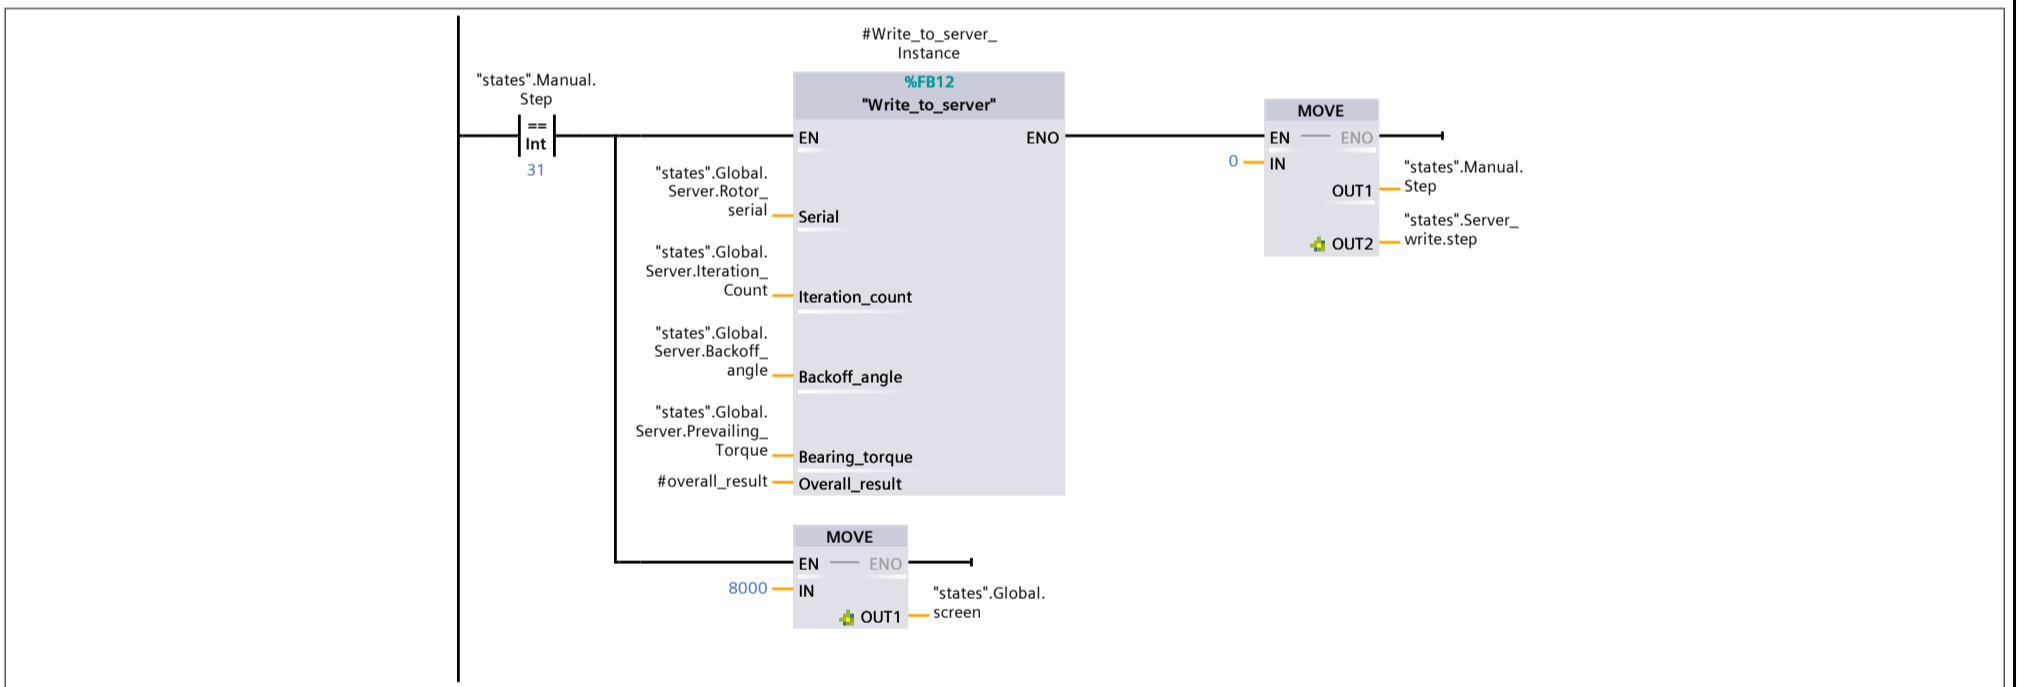 #Write_to_server_
Instance
"states".Manual.
Step
==
Int
31
%FB12
"Write_to_server"
EN
ENO
"states".Global.
Server.Rotor_
serial
Serial
"states".Global.
Server.Iteration_
Count
Iteration_count
"states".Global.
Server.Backoff_
angle
Backoff_angle
"states".Global.
Server.Prevailing_
Torque
Bearing_torque
#overall_result
Overall_result
MOVE
EN
ENO
0
IN
OUT1
"states".Manual.
Step
OUT2
"states".Server_
write.step
MOVE
EN
ENO
8000
IN
OUT1
"states".Global.
screen